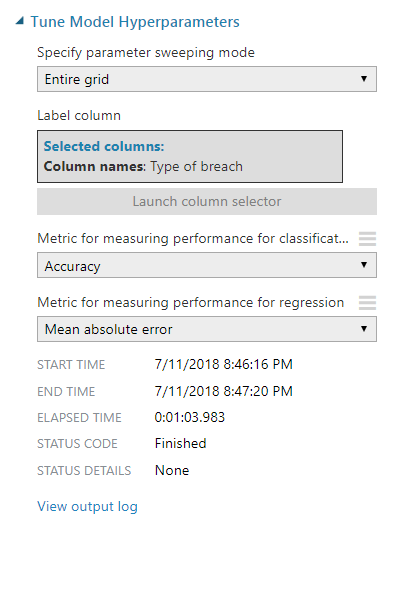 Tune Model Hyperparameters
Specify parameter sweeping mode
Entire grid
Label column
Selected columns:
Column names: Type of breach
Launch column selector
Metric for measuring performance for classificat...
Accuracy
Metric for measuring performance for regression
Mean absolute error
START TIME 7/11/2018 8:46:16 PM
END TIME 7/11/2018 8:47:20 PM
ELAPSED TIME 0:01:03.983
STATUS CODE Finished
STATUS DETAILS None
View output log